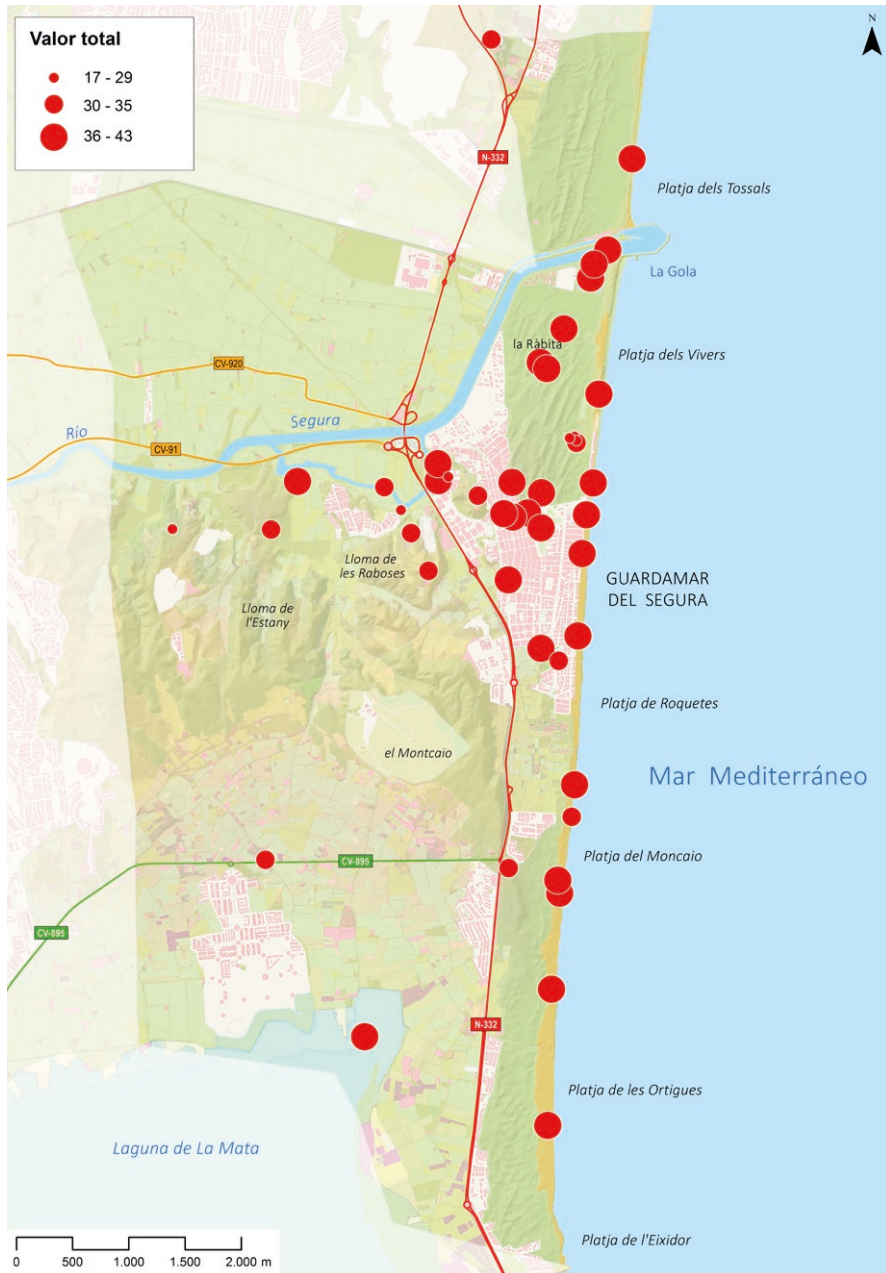 Valor total
17 - 29
30 - 35
36 - 43
N
N-332
Platja dels Tossals
La Gola
la Ràbita
Platja dels Vivers
CV-920
Segura
Río
CV-91
Lloma de
les Raboses
GUARDAMAR
DEL SEGURA
Lloma de
l'Estany
Platja de Roquetes
el Montcaio
Mar Mediterráneo
Platja del Moncaio
CV-895
CV-895
N-332
Platja de les Ortigues
Laguna de La Mata
Platja de l'Eixidor
0 500 1.000 1.500 2.000 m